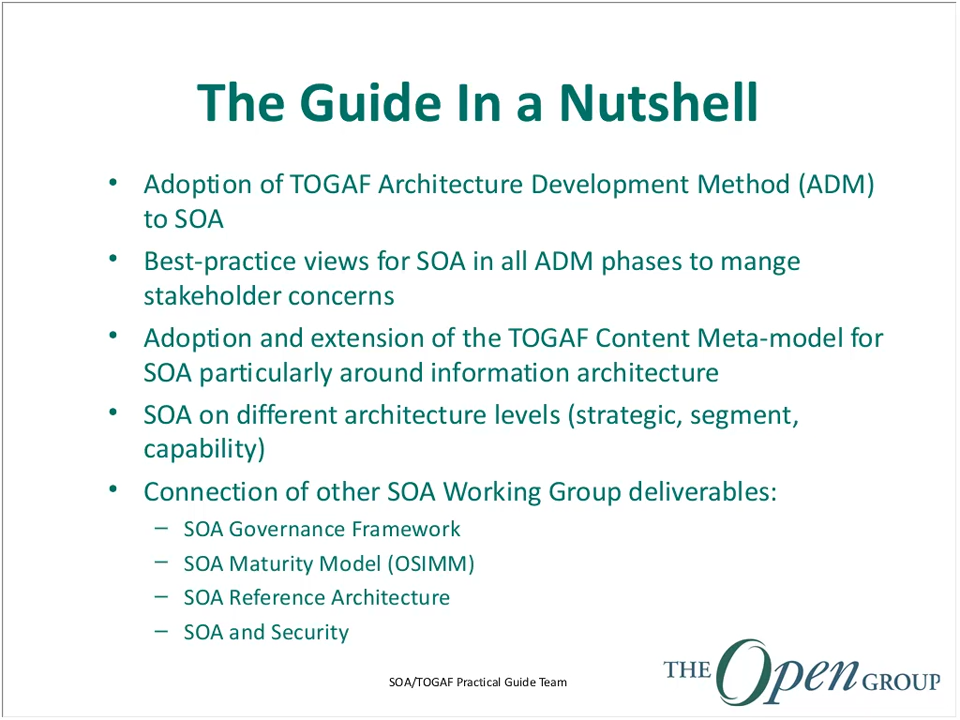 The Guide In a Nutshell
• Adoption of TOGAF Architecture Development Method (ADM)
to SOA
• Best-practice views for SOA in all ADM phases to mange
stakeholder concerns
• Adoption and extension of the TOGAF Content Meta-model for
SOA particularly around information architecture
• SOA on different architecture levels (strategic, segment,
capability)
• Connection of other SOA Working Group deliverables:
– SOA Governance Framework
– SOA Maturity Model (OSIMM)
– SOA Reference Architecture
– SOA and Security
SOA/TOGAF Practical Guide Team
THE Open GROUP